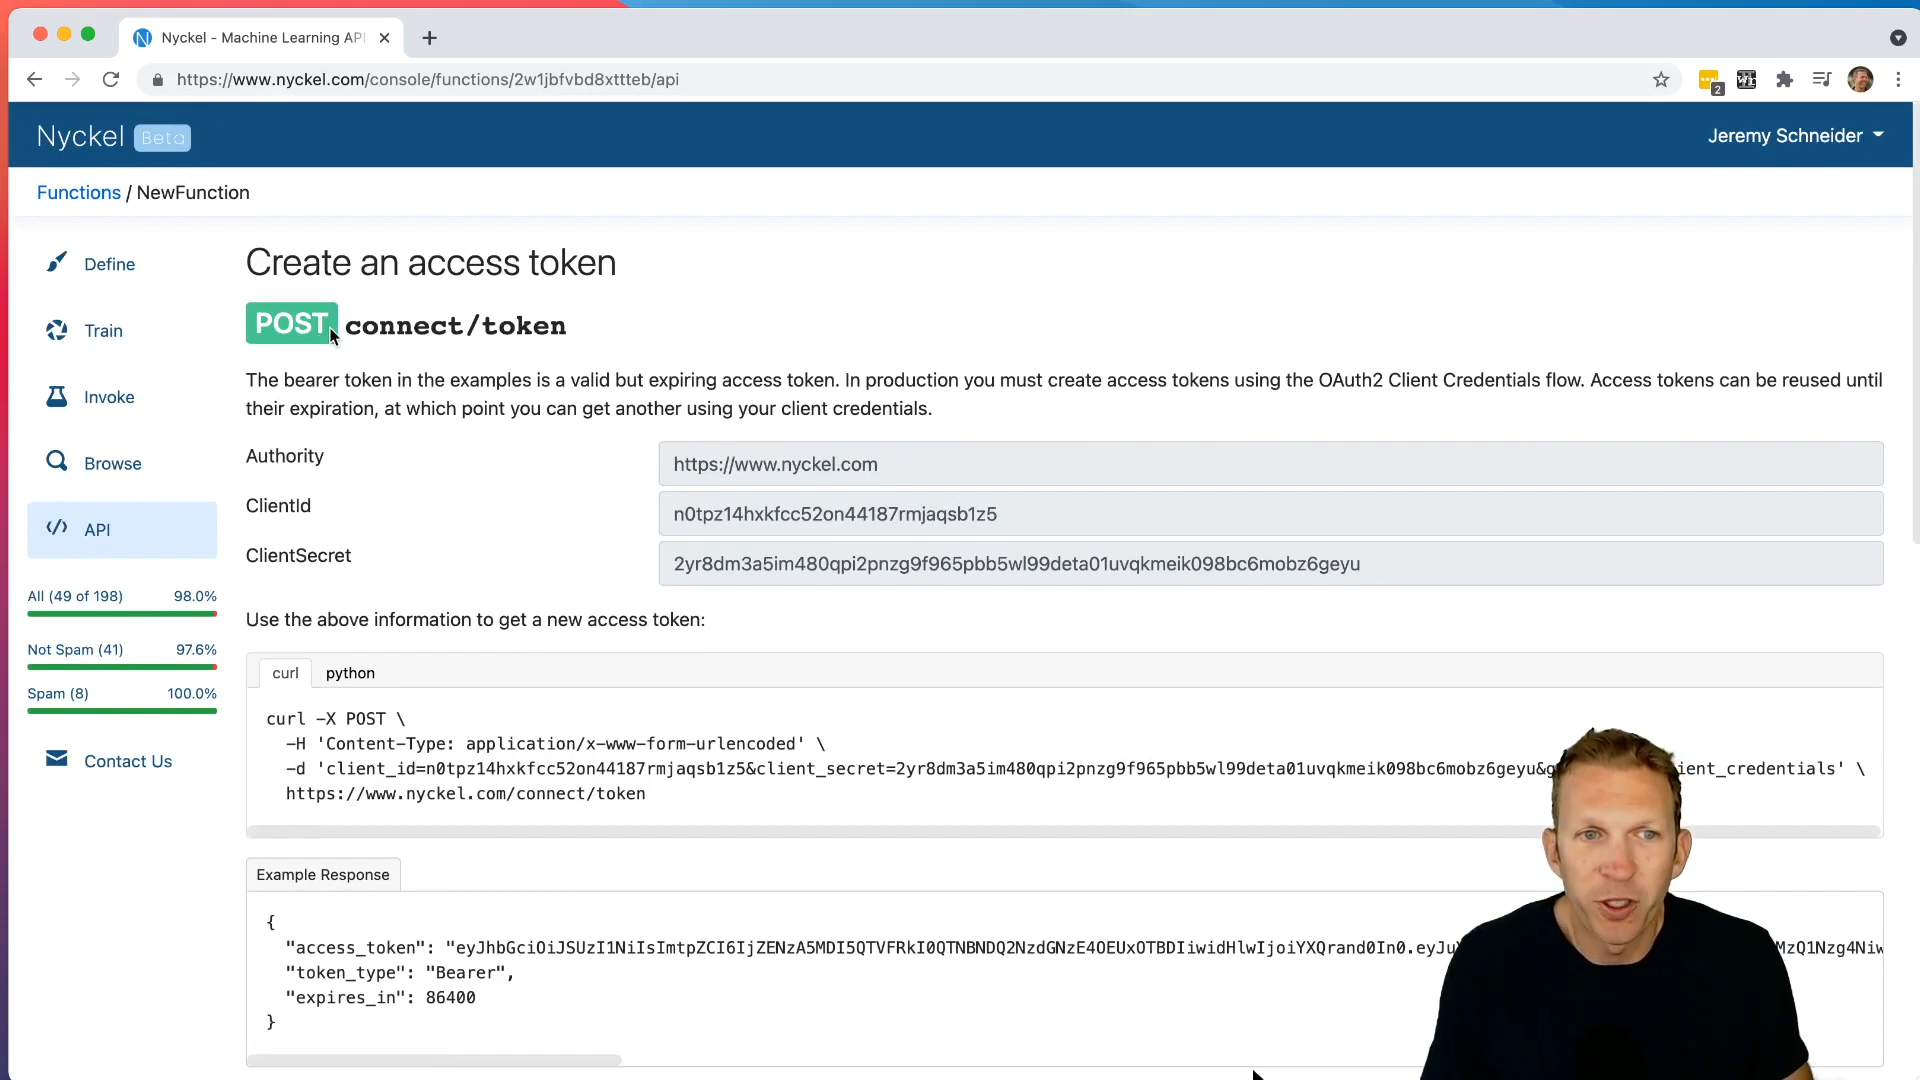 Nyckel - Machine Learning API
https://www.nyckel.com/console/functions/2w1jbfvbd8xttteb/api
2
Nyckel Beta
Jeremy Schneider
Functions / NewFunction
Define
Train
Invoke
Browse
API
All (49 of 198) 98.0%
Not Spam (41) 97.6%
Spam (8) 100.0%
Contact Us
Create an access token
POST connect/token
The bearer token in the examples is a valid but expiring access token. In production you must create access tokens using the OAuth2 Client Credentials flow. Access tokens can be reused until
their expiration, at which point you can get another using your client credentials.
Authority https://www.nyckel.com
ClientId n0tpz14hxkfcc52on44187rmjaqsb1z5
ClientSecret 2yr8dm3a5im480qpi2pnzg9f965pbb5wl99deta01uvqkmeik098bc6mobz6geyu
Use the above information to get a new access token:
curl python
curl -X POST \
-H 'Content-Type: application/x-www-form-urlencoded' \
-d 'client_id=n0tpz14hxkfcc52on44187rmjaqsb1z5&client_secret=2yr8dm3a5im480qpi2pnzg9f965pbb5wl99deta01uvqkmeik098bc6mobz6geyu&g ient_credentials' \
https://www.nyckel.com/connect/token
Example Response
{
"access_token": "eyJhbGciOiJSUzI1NiIsImtpZCI6IjZENzA5MDI5QTVFRkI0QTNBNDQ2NzdGNzE4OEUxOTBDIiwidHlwIjoiYXQrand0In0.eyJu MzQ1Nzg4Niw
"token_type": "Bearer",
"expires_in": 86400
}